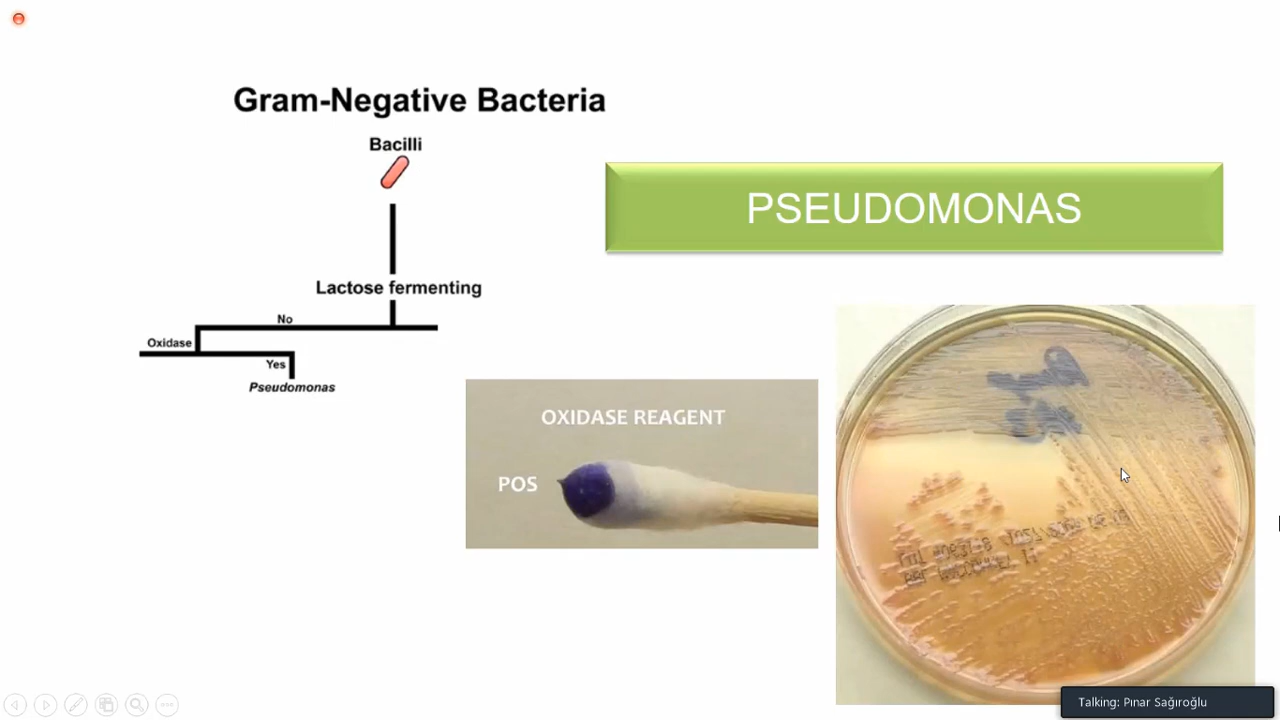 Gram-Negative Bacteria
Bacilli
PSEUDOMONAS
Lactose fermenting
No
Oxidase
Yes
Pseudomonas
OXIDASE REAGENT
POS
Talking: Pınar Sağıroğlu